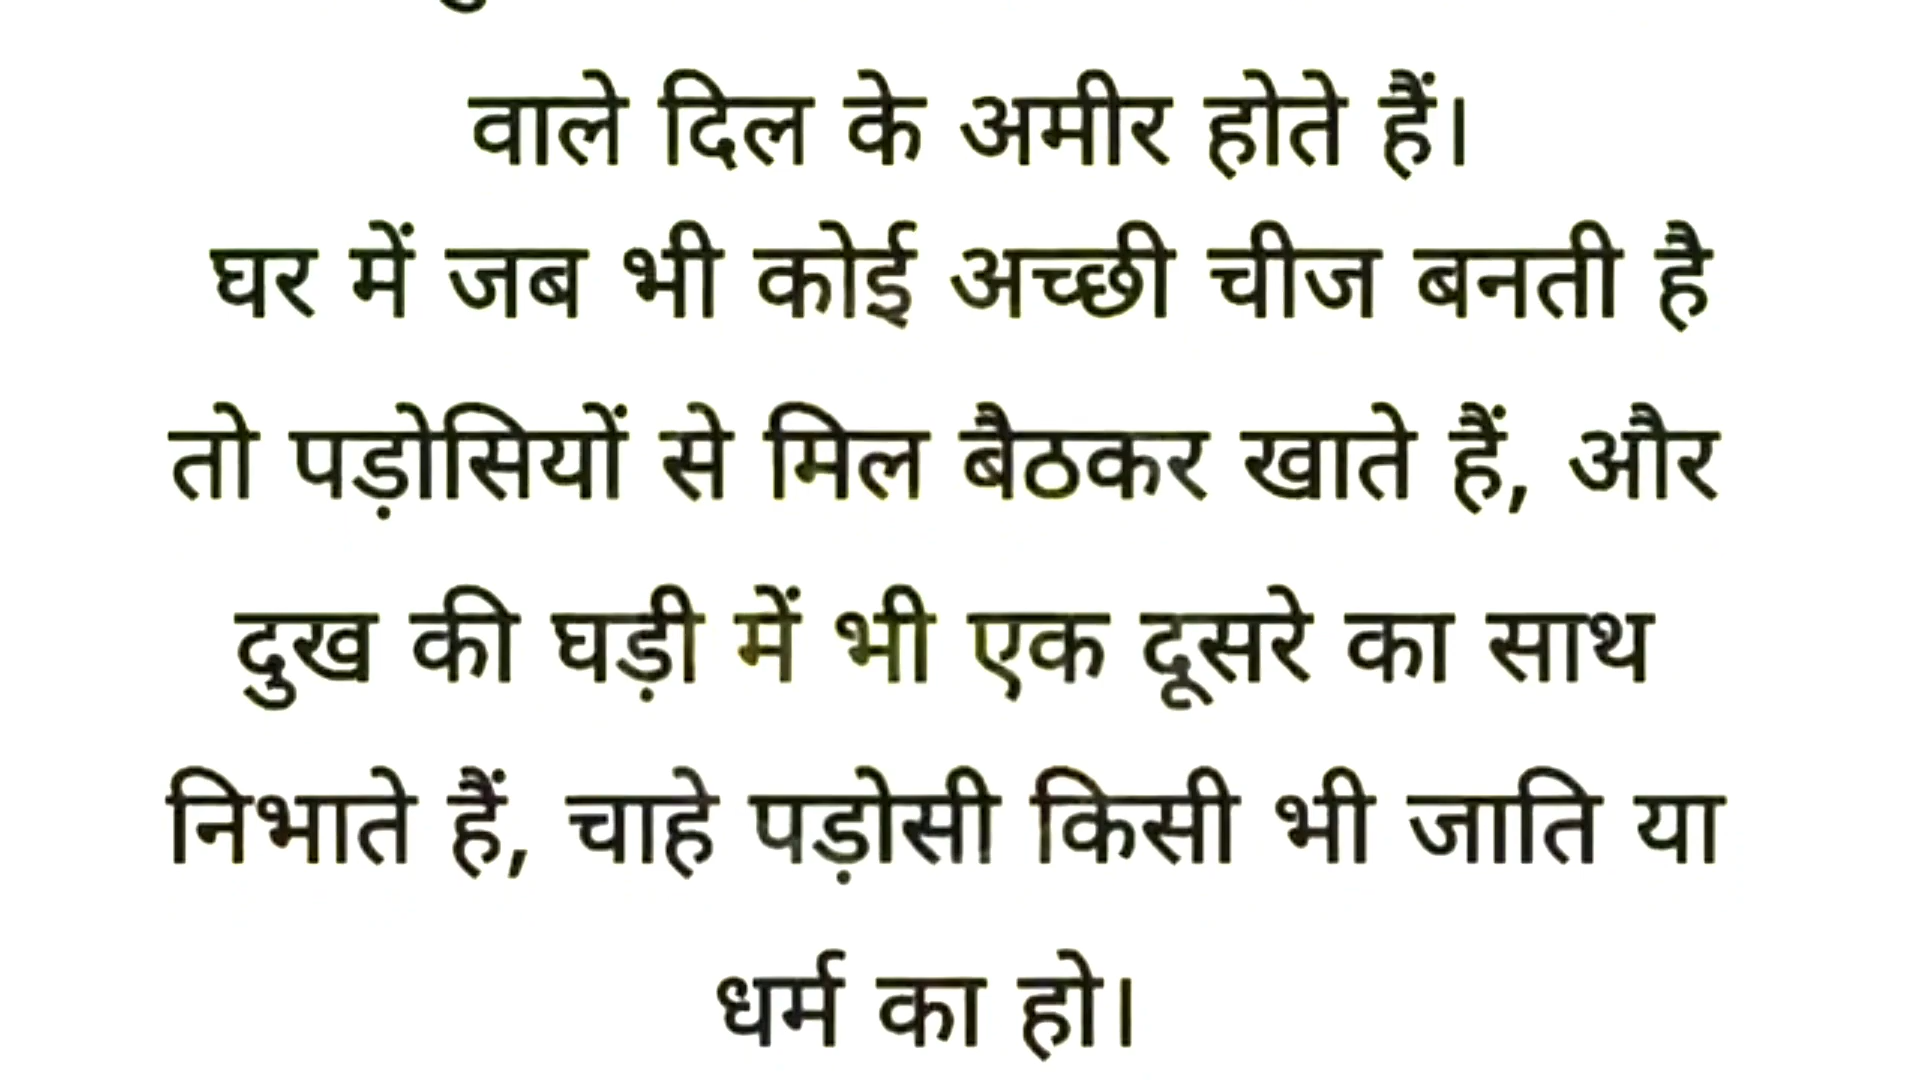 वाले दिल के अमीर होते हैं।
घर में जब भी कोई अच्छी चीज बनती है
तो पड़ोसियों से मिल बैठकर खाते हैं, और
दुख की घड़ी में भी एक दूसरे का साथ
निभाते हैं, चाहे पड़ोसी किसी भी जाति या
धर्म का हो।